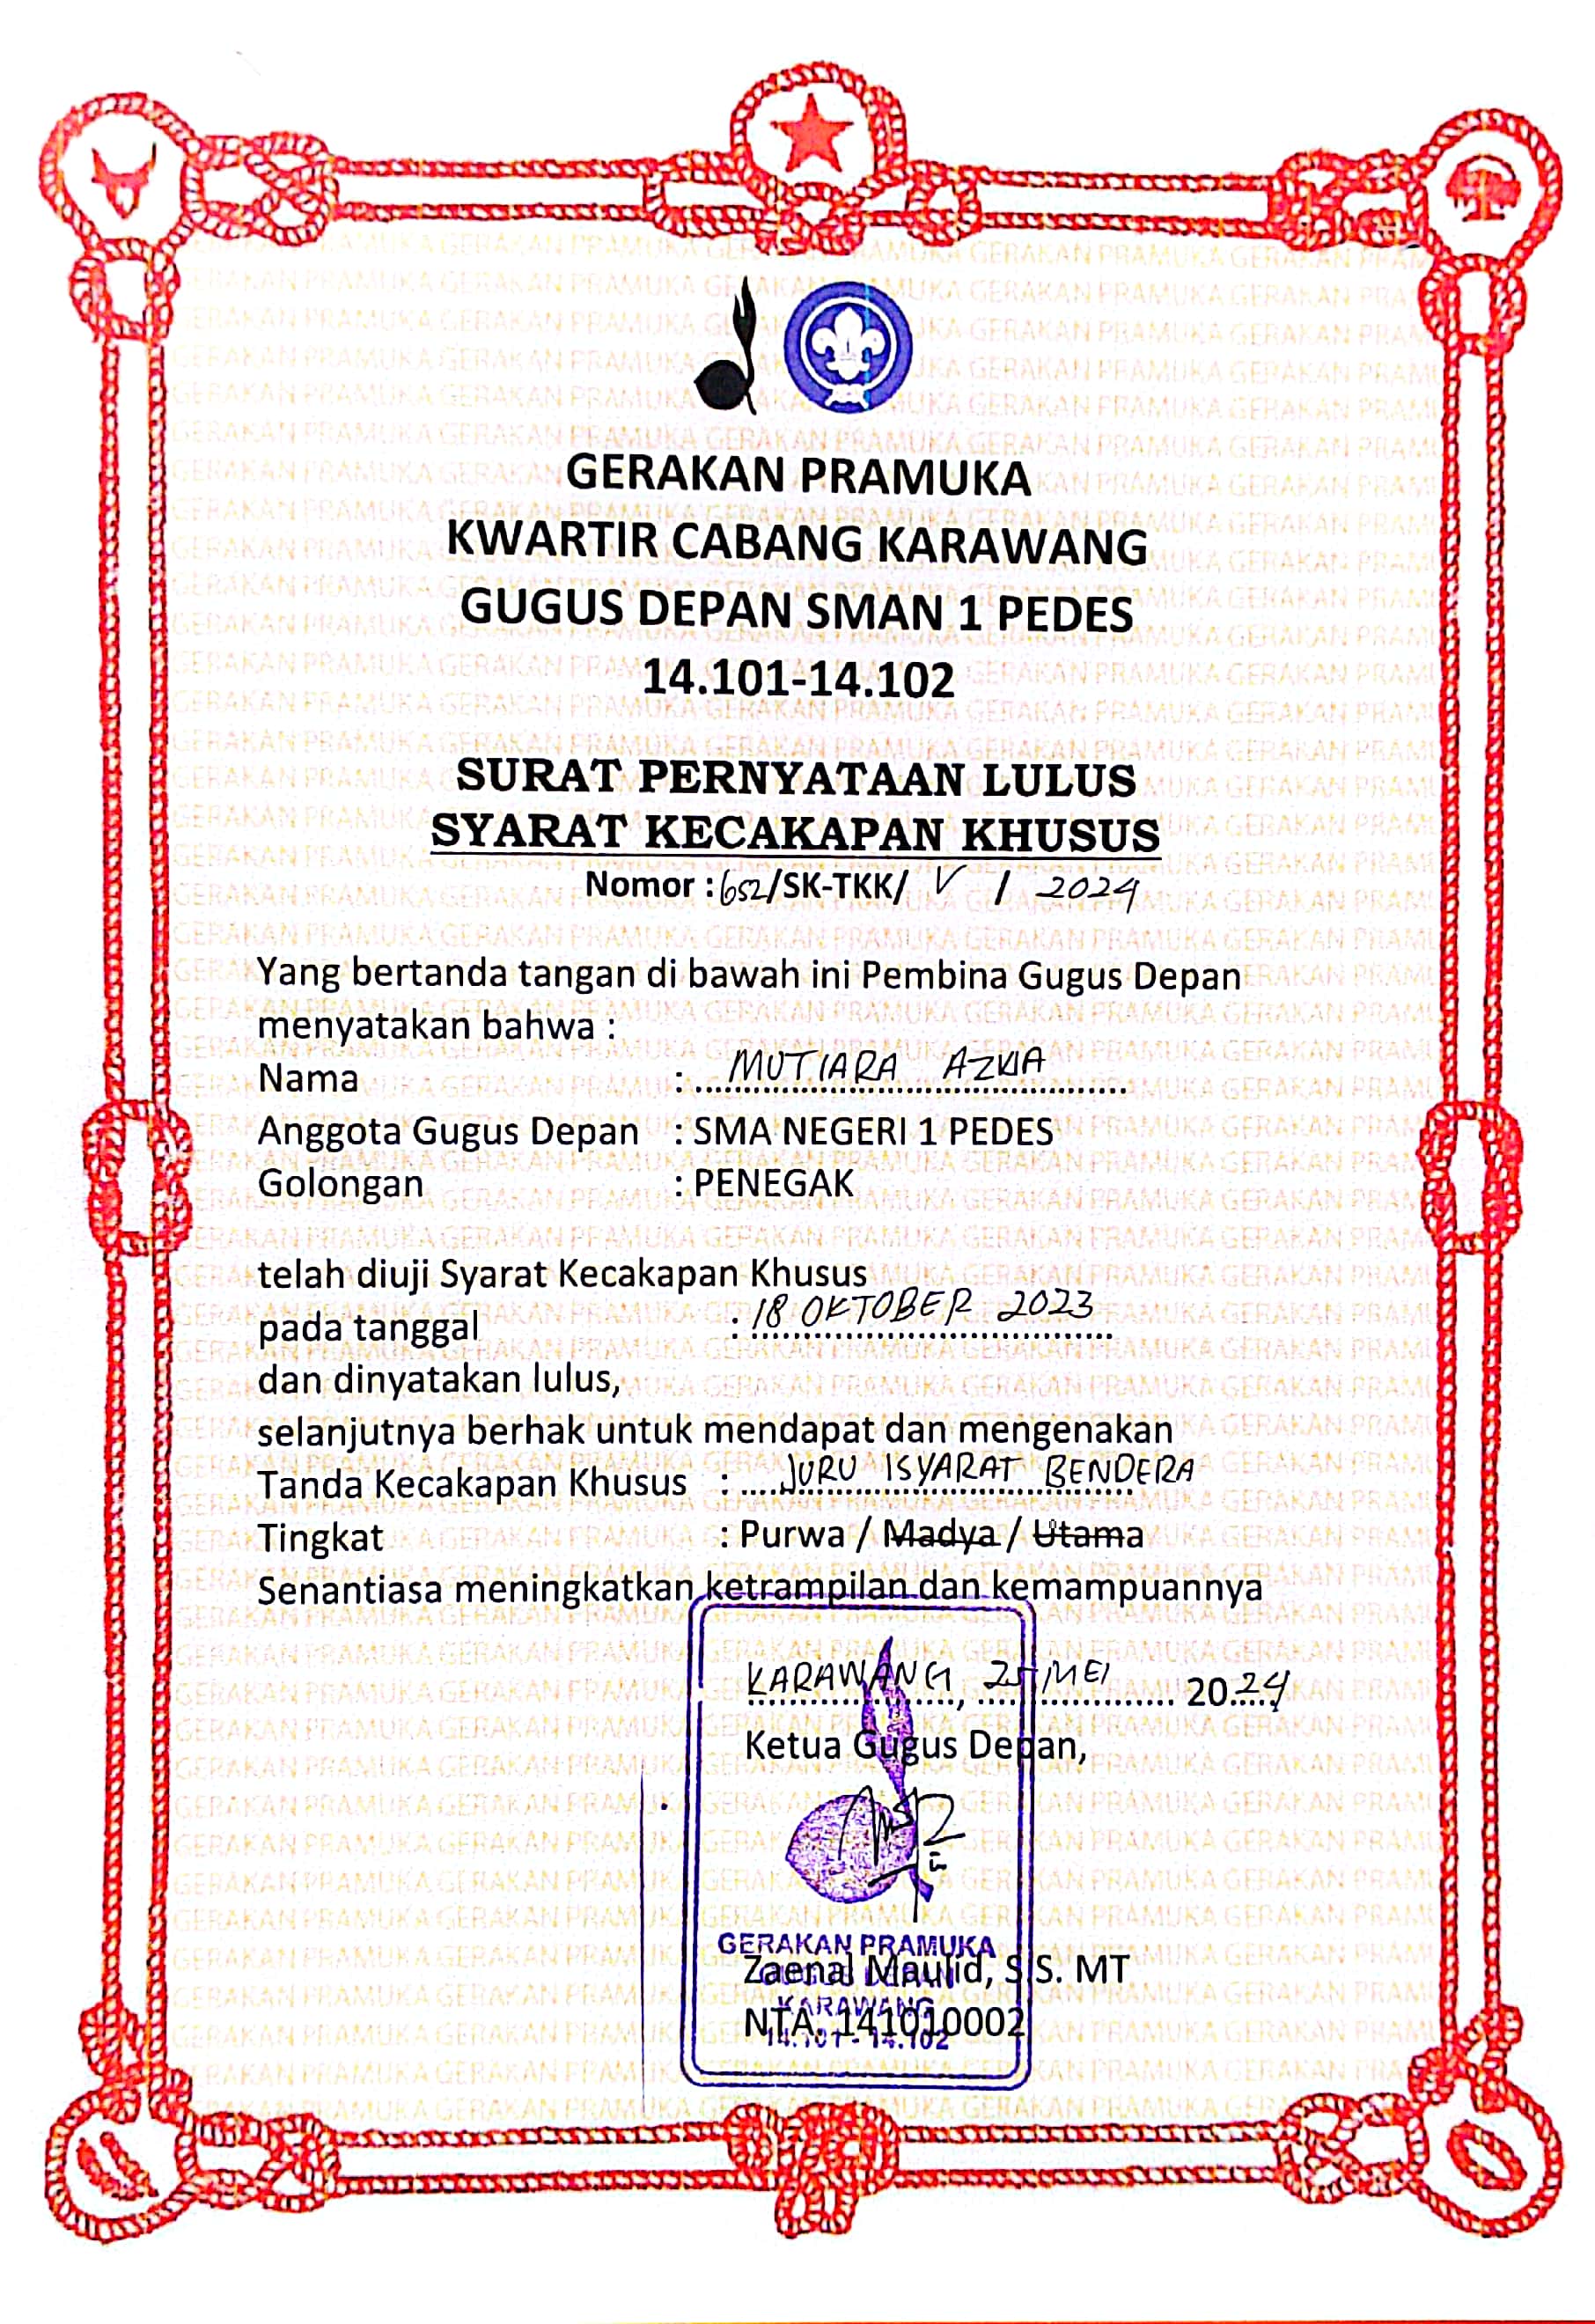 GERAKAN PRAMUKA
KWARTIR CABANG KARAWANG
GUGUS DEPAN SMAN 1 PEDES
14.101-14.102
SURAT PERNYATAAN LULUS
SYARAT KECAKAPAN KHUSUS
Nomor : 652/SK-TKK/ V / 2024
Yang bertanda tangan di bawah ini Pembina Gugus Depan
menyatakan bahwa :
Nama : MUTIARA AZKIA
Anggota Gugus Depan : SMA NEGERI 1 PEDES
Golongan : PENEGAK
telah diuji Syarat Kecakapan Khusus
pada tanggal : 18 OKTOBER 2023
dan dinyatakan lulus,
selanjutnya berhak untuk mendapat dan mengenakan
Tanda Kecakapan Khusus : JURU ISYARAT BENDERA
Tingkat : Purwa / Madya / Utama
Senantiasa meningkatkan ketrampilan dan kemampuannya
KARAWANG, 25 MEI 2024
Ketua Gugus Depan,
GERAKAN PRAMUKA
Zaenal Maulid, S.S. MT
KARAWANG
NTA. 141010002
14.101 - 14.102